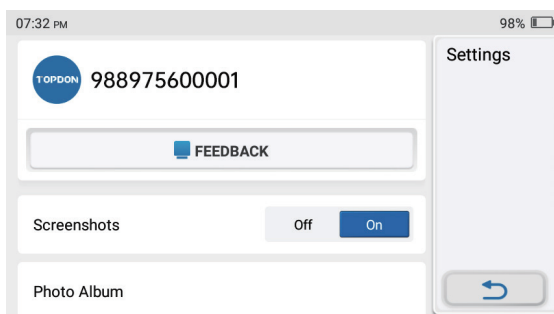 07:32 PM
98%
TOPDON
988975600001
FEEDBACK
Screenshots
Off
On
Photo Album
Settings